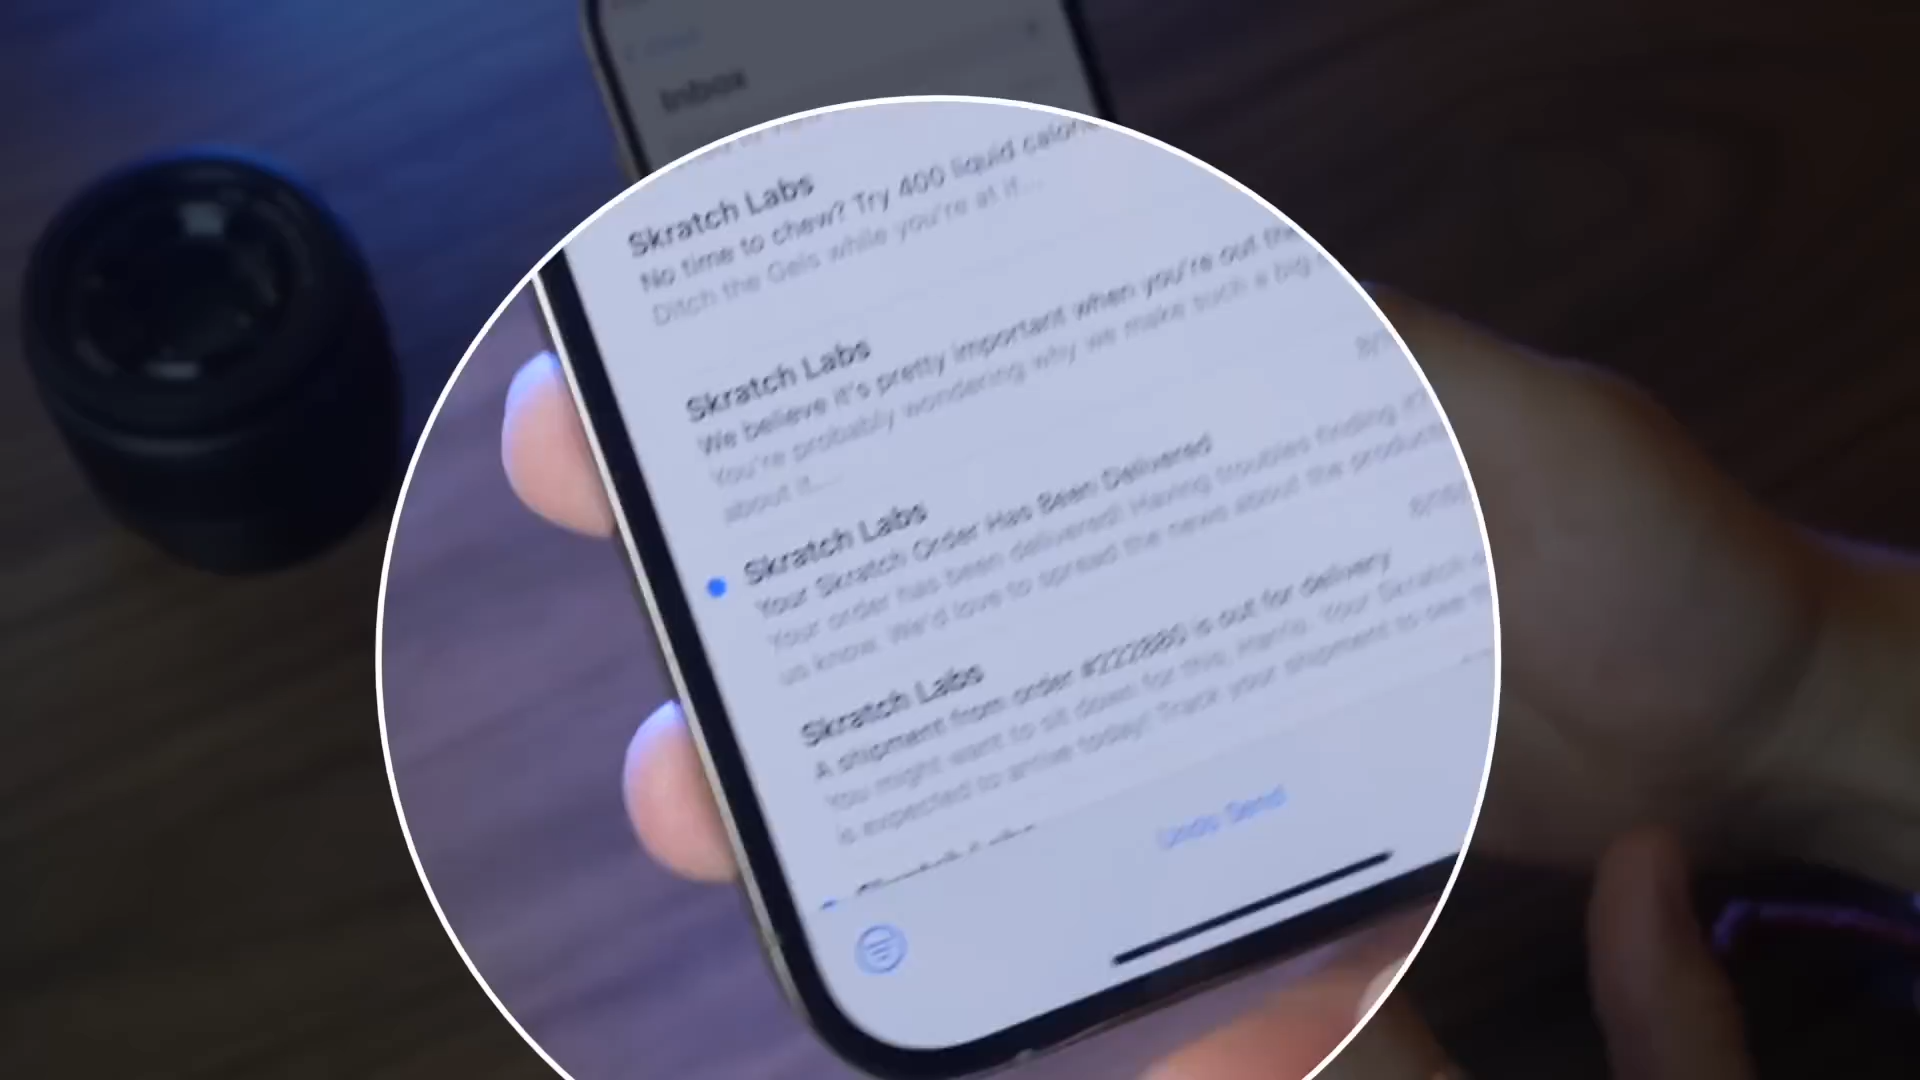 Inbox
Skratch Labs
No time to chew? Try 400 liquid calorie
Ditch the Gels while you're at it...
Skratch Labs
We believe it's pretty important when you're out the
You're probably wondering why we make such a big
about it....
Skratch Labs
Your Skratch Order Has Been Delivered
Your order has been delivered! Having troubles finding it?
us know. We'd love to spread the news about the product
Skratch Labs
A shipment from order #222880 is out for delivery
You might want to sit down for this, Harris. Your Skratch
is expected to arrive today! Track your shipment to see
Undo Send